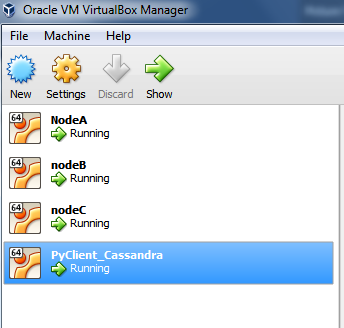 Oracle VM VirtualBox Manager
File Machine Help
New Settings Discard Show
64 NodeA
Running
64 nodeB
Running
64 nodeC
Running
64 PyClient_Cassandra
Running